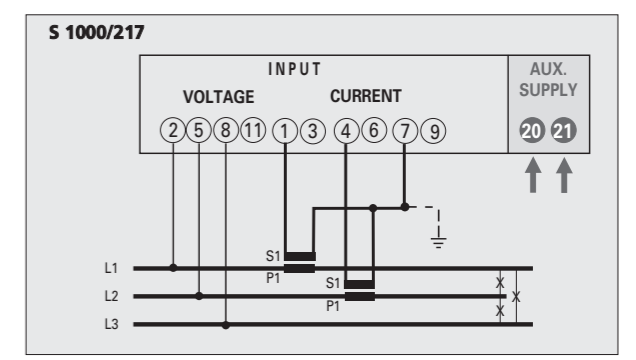 S 1000/217
INPUT
AUX.
SUPPLY
VOLTAGE CURRENT
2 5 8 11 1 3 4 6 7 9 20 21
S1
L1
P1
S1
L2
P1
L3
X
X
X